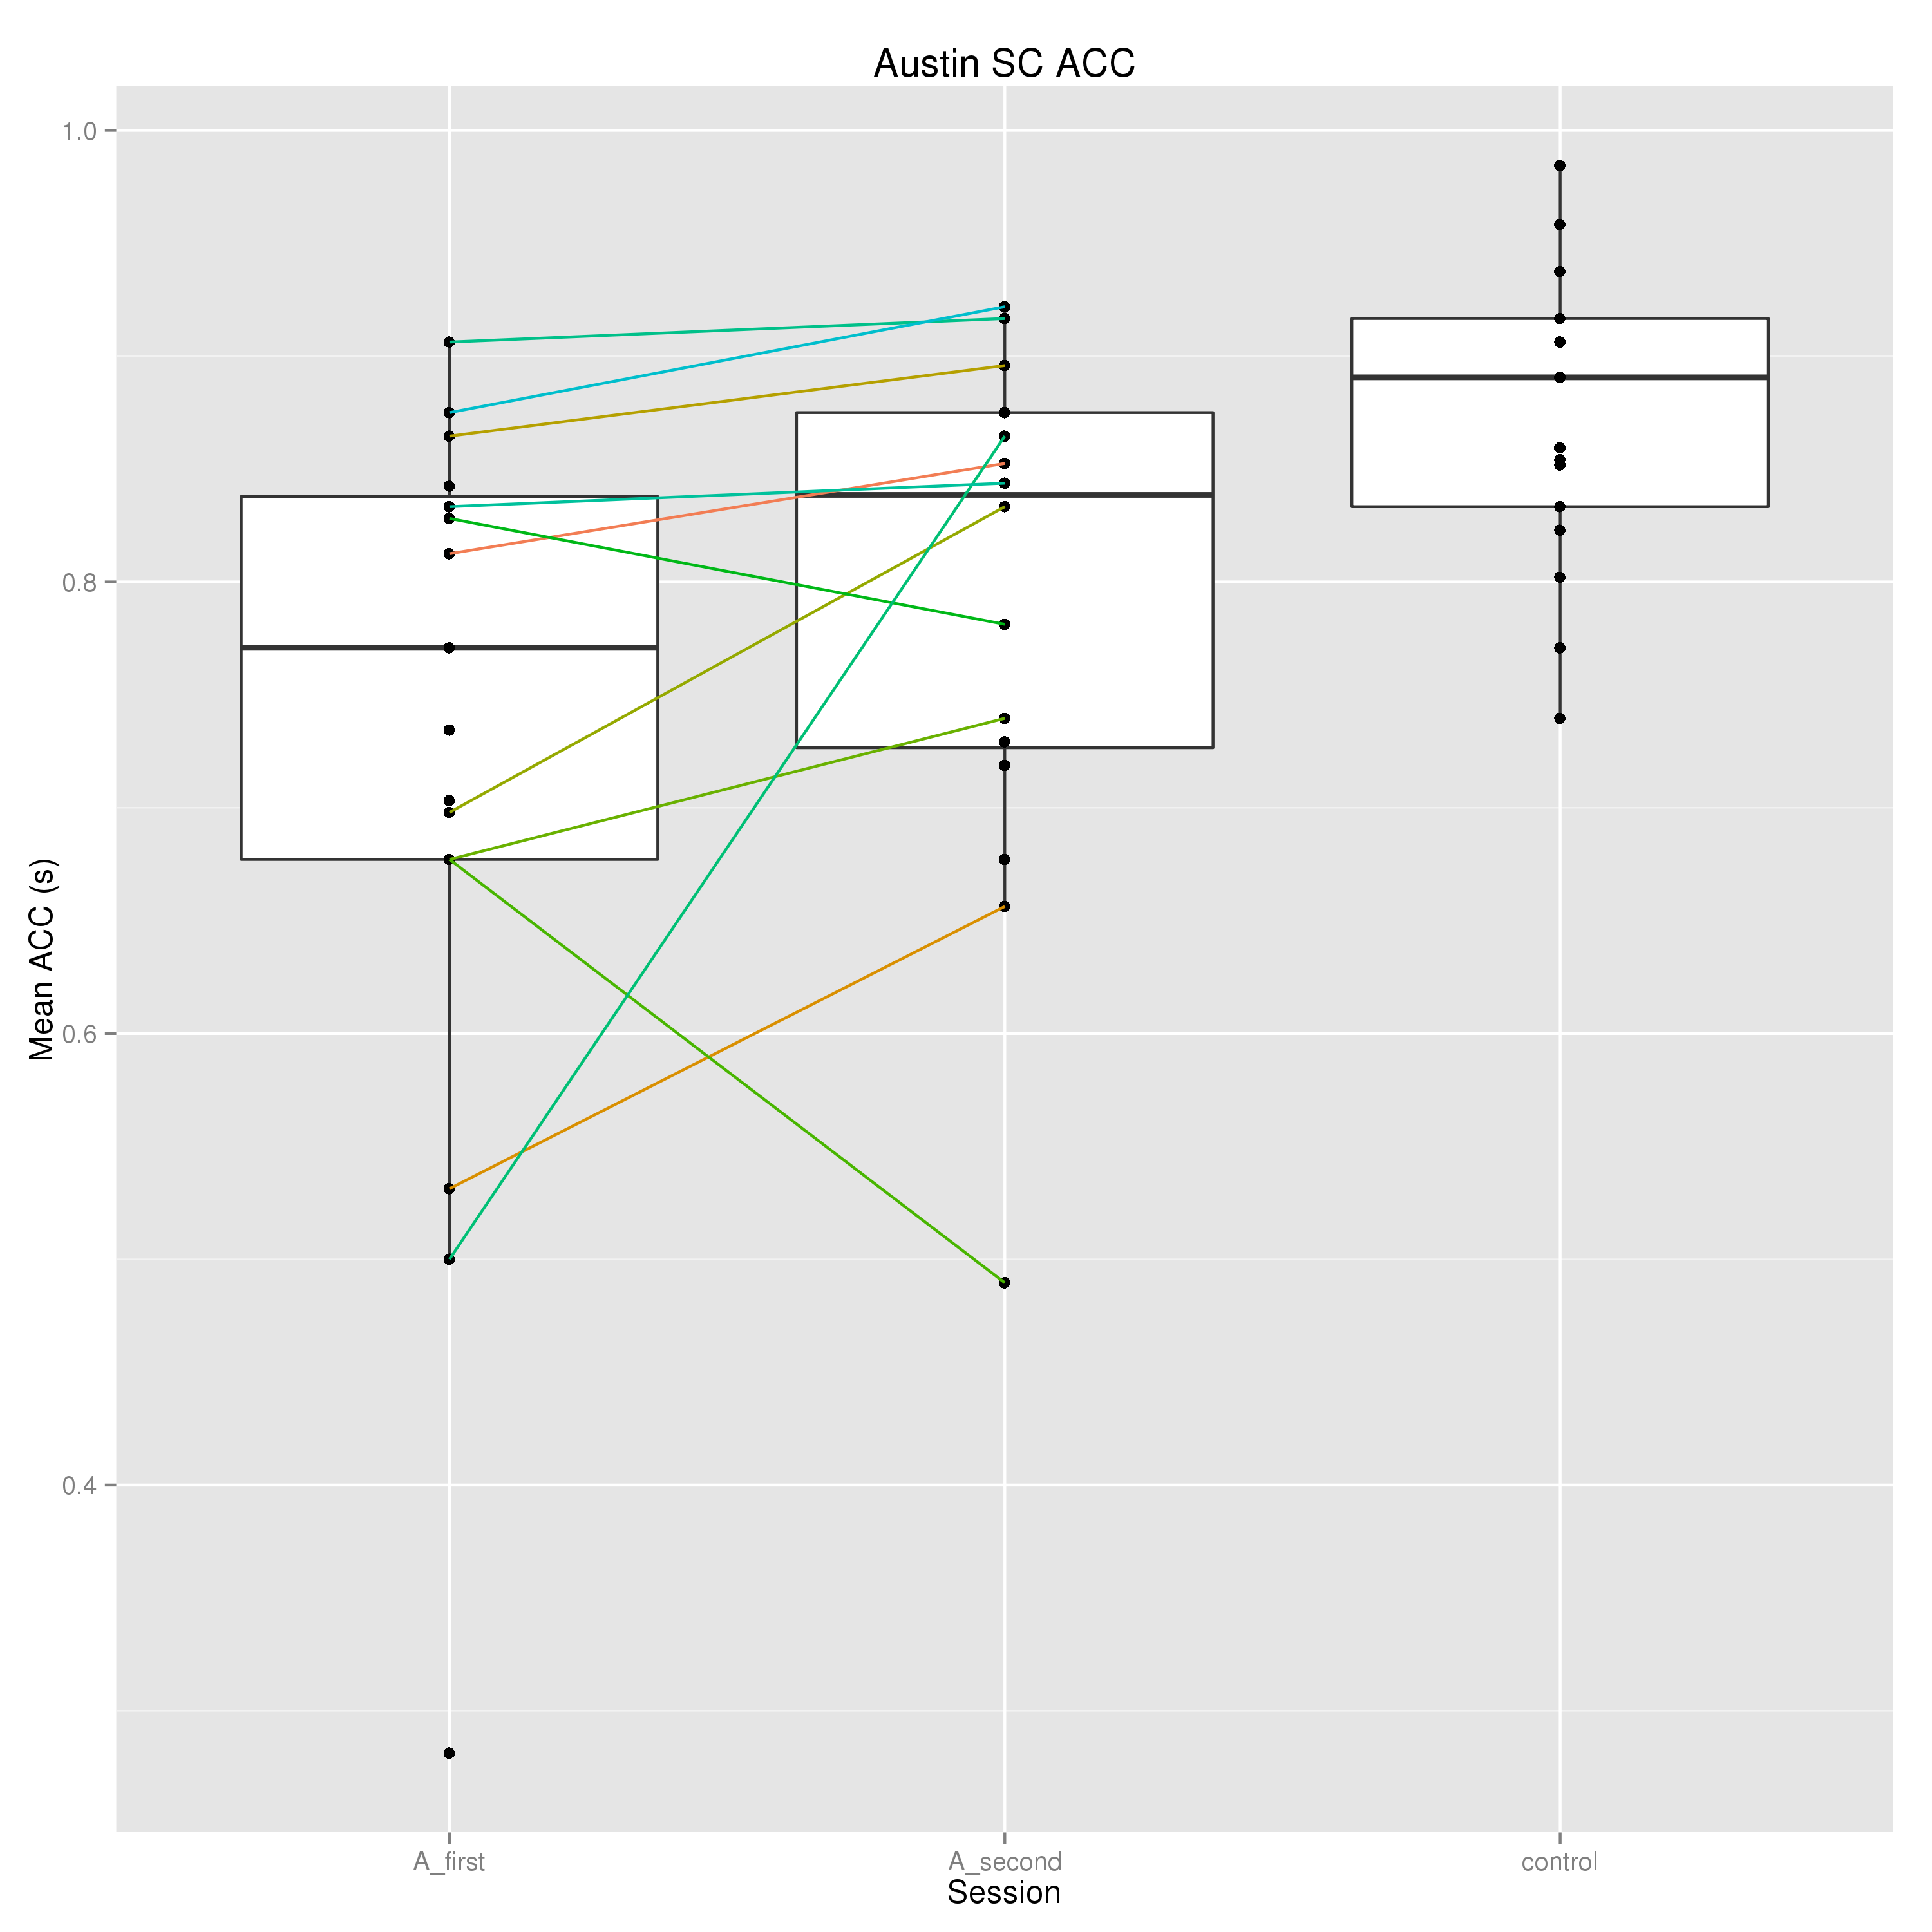 Austin SC ACC
1.0
0.8
0.6
0.4
Mean ACC (s)
A_first
A_second
control
Session